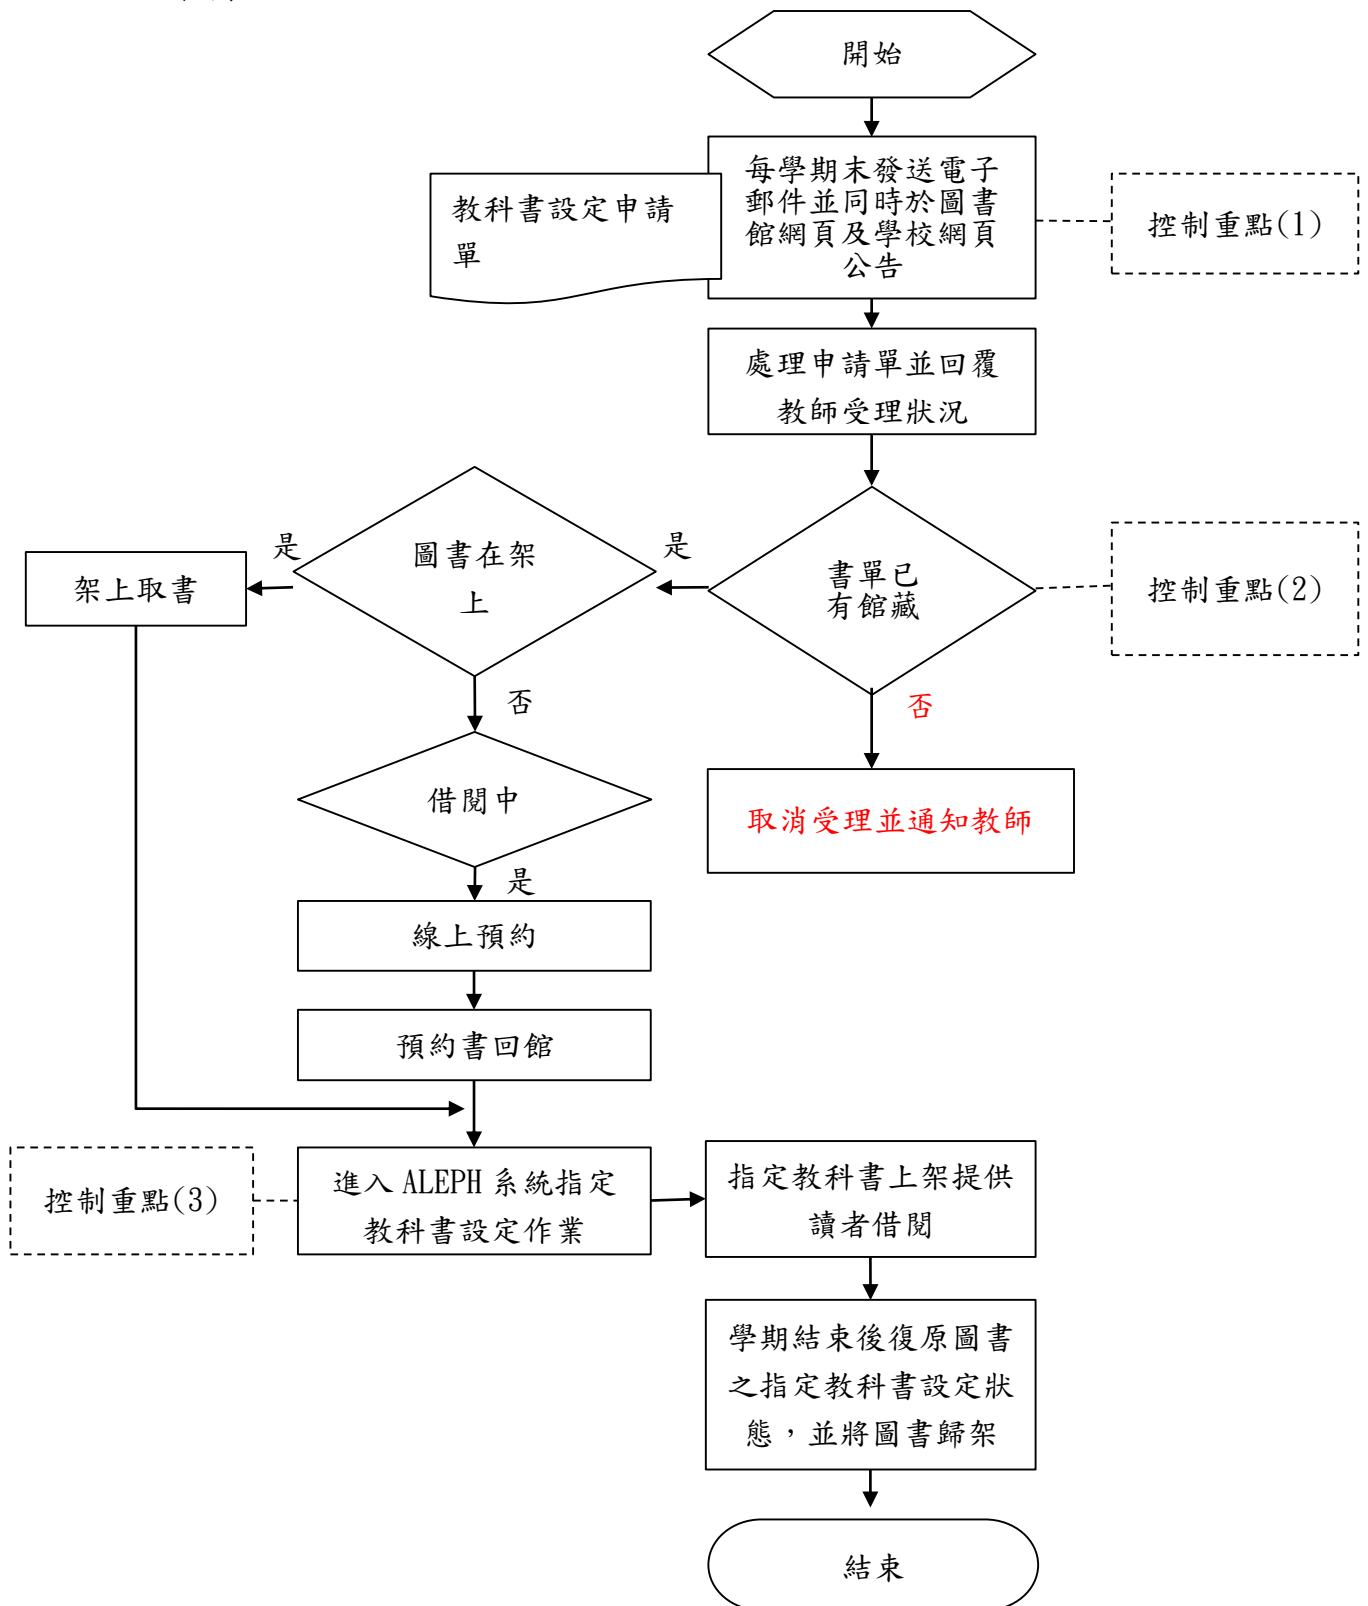 開始
每學期末發送電子
郵件並同時於圖書
館網頁及學校網頁
公告
教科書設定申請
單
控制重點(1)
處理申請單並回覆
教師受理狀況
書單已
有館藏
控制重點(2)
是
圖書在架
上
是
架上取書
否
取消受理並通知教師
否
借閱中
是
線上預約
預約書回館
控制重點(3)
進入 ALEPH 系統指定
教科書設定作業
指定教科書上架提供
讀者借閱
學期結束後復原圖書
之指定教科書設定狀
態，並將圖書歸架
結束